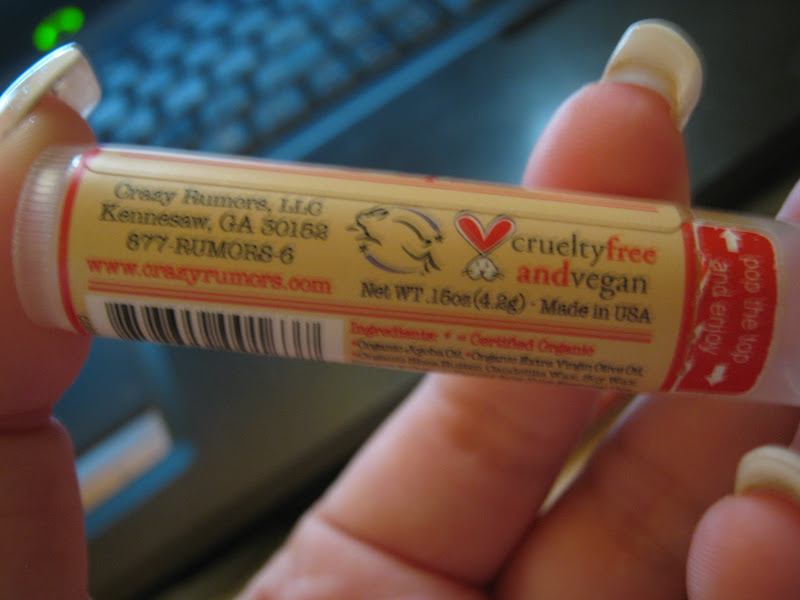 Crazy Rumors, LLC
Kennesaw, GA 30152
877-RUMORS-6
www.crazyrumors.com
crueltyfree
andvegan
Net WT .15oz (4.2g) · Made in USA
Ingredients: * = Certified Organic
*Organic Jojoba Oil, *Organic Extra Virgin Olive Oil,
pop the top
and enjoy